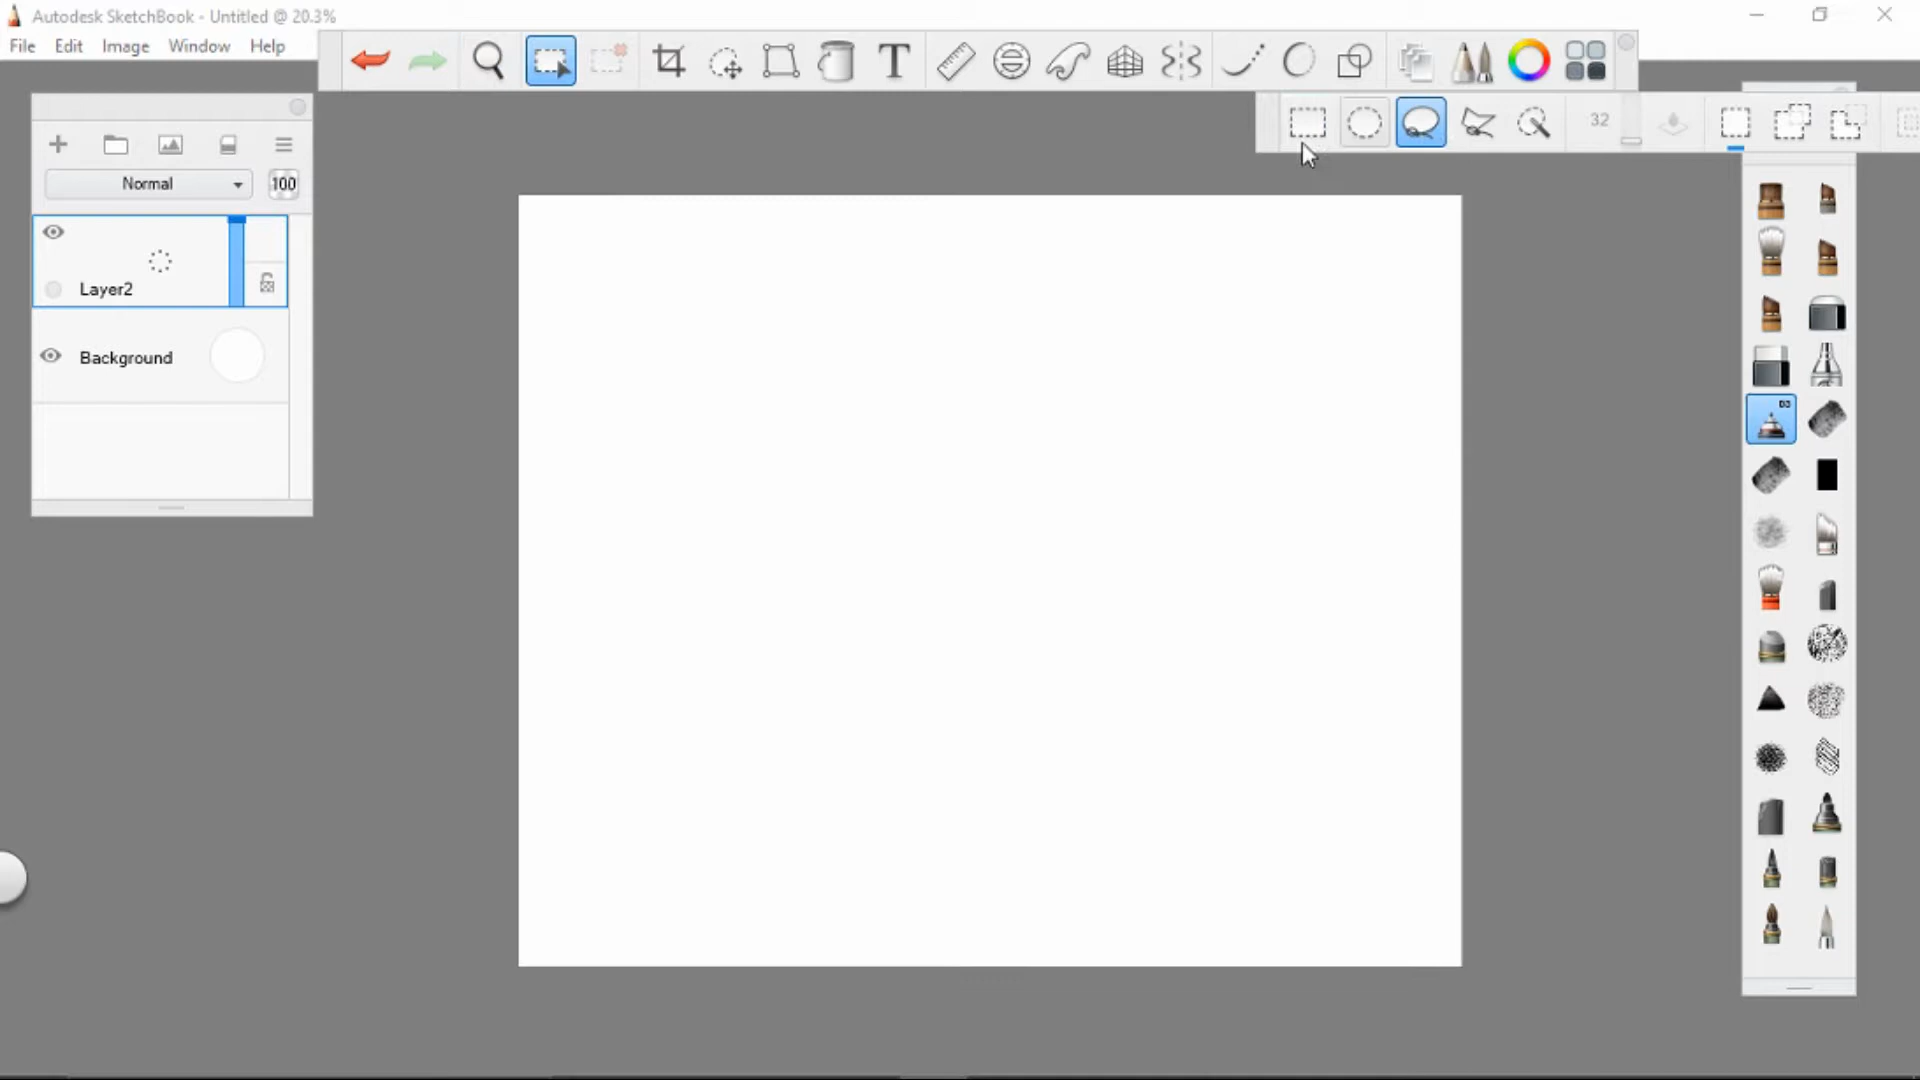 Autodesk SketchBook - Untitled @ 20.3%
File Edit Image Window Help
T
32
Normal 100
Layer2
Background